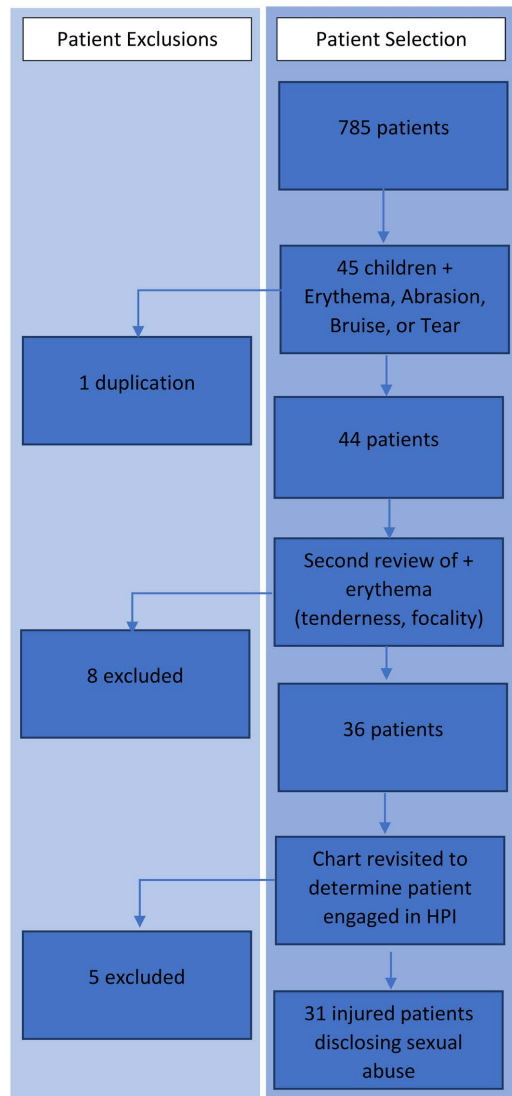 Patient Exclusions
Patient Selection
785 patients
45 children +
Erythema, Abrasion,
Bruise, or Tear
1 duplication
44 patients
Second review of +
erythema
(tenderness, focality)
8 excluded
36 patients
Chart revisited to
determine patient
engaged in HPI
5 excluded
31 injured patients
disclosing sexual
abuse